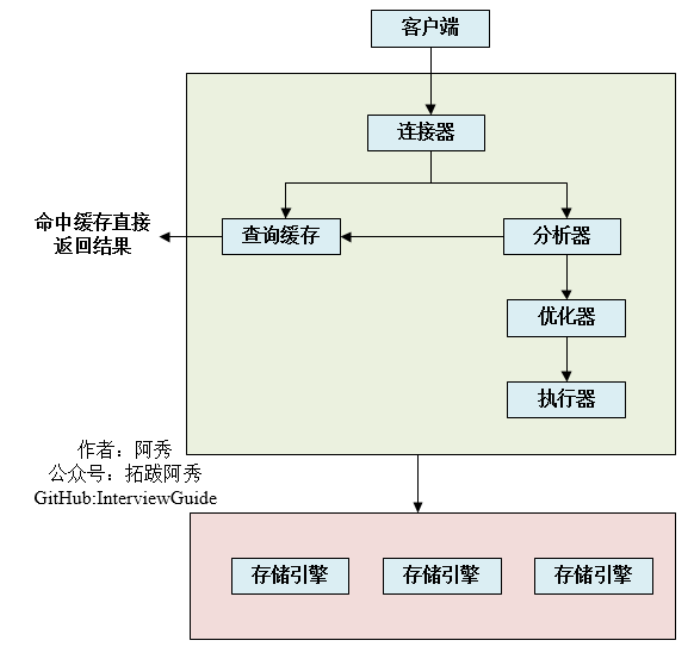 客户端
连接器
命中缓存直接
返回结果
查询缓存
分析器
优化器
执行器
作者：阿秀
公众号：拓跋阿秀
GitHub:InterviewGuide
存储引擎
存储引擎
存储引擎